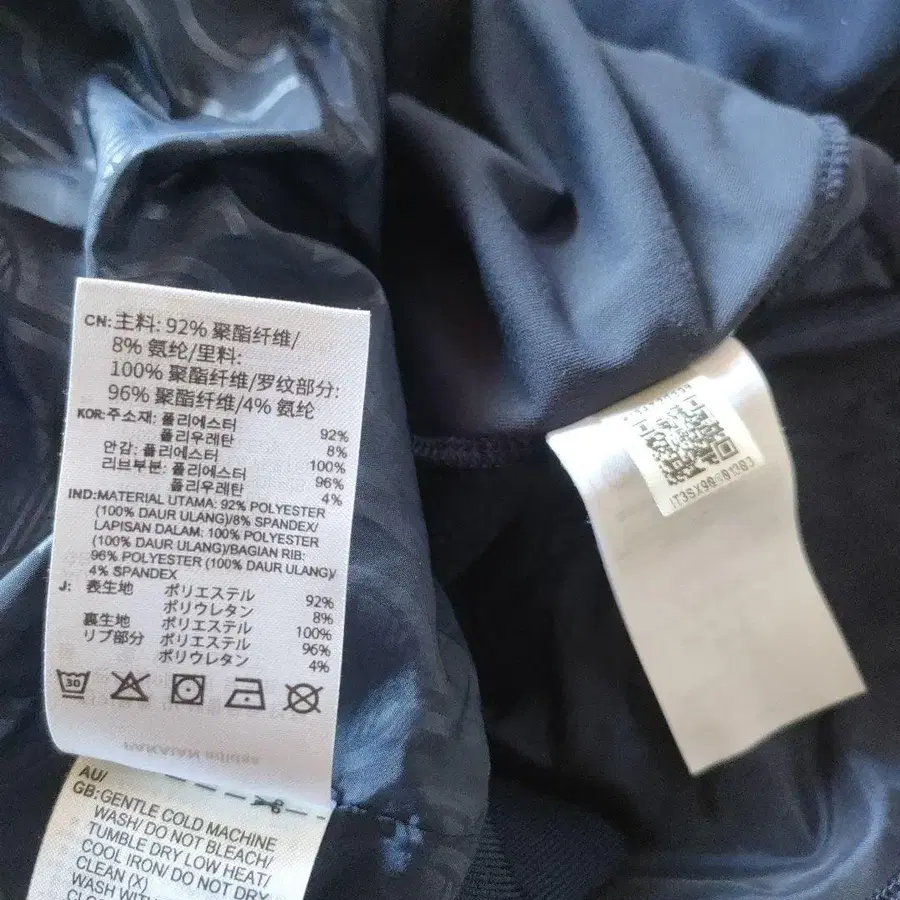 CN:主料: 92% 聚酯纤维/
8% 氨纶/里料:
100% 聚酯纤维/罗纹部分:
96% 聚酯纤维/4% 氨纶
KOR:주소재: 폴리에스터 92%
폴리우레탄 8%
안감: 폴리에스터 100%
리브부분: 폴리에스터 96%
폴리우레탄 4%
IND:MATERIAL UTAMA: 92% POLYESTER
(100% DAUR ULANG)/8% SPANDEX/
LAPISAN DALAM: 100% POLYESTER
(100% DAUR ULANG)/BAGIAN RIB:
96% POLYESTER (100% DAUR ULANG)/
4% SPANDEX
J: 表生地 ポリエステル 92%
ポリウレタン 8%
裏生地 ポリエステル 100%
リブ部分 ポリエステル 96%
ポリウレタン 4%
30
AU/
GB:GENTLE COLD MACHINE
WASH/ DO NOT BLEACH/
TUMBLE DRY LOW HEAT/
COOL IRON/ DO NOT DRY
CLEAN (X)
WASH WITH